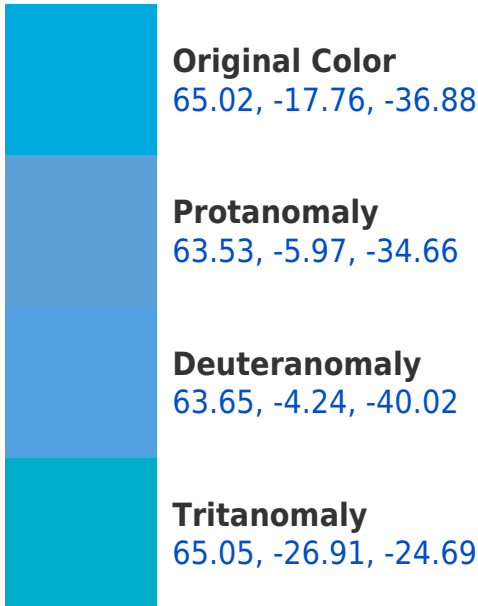 Original Color
65.02, -17.76, -36.88
Protanomaly
63.53, -5.97, -34.66
Deuteranomaly
63.65, -4.24, -40.02
Tritanomaly
65.05, -26.91, -24.69